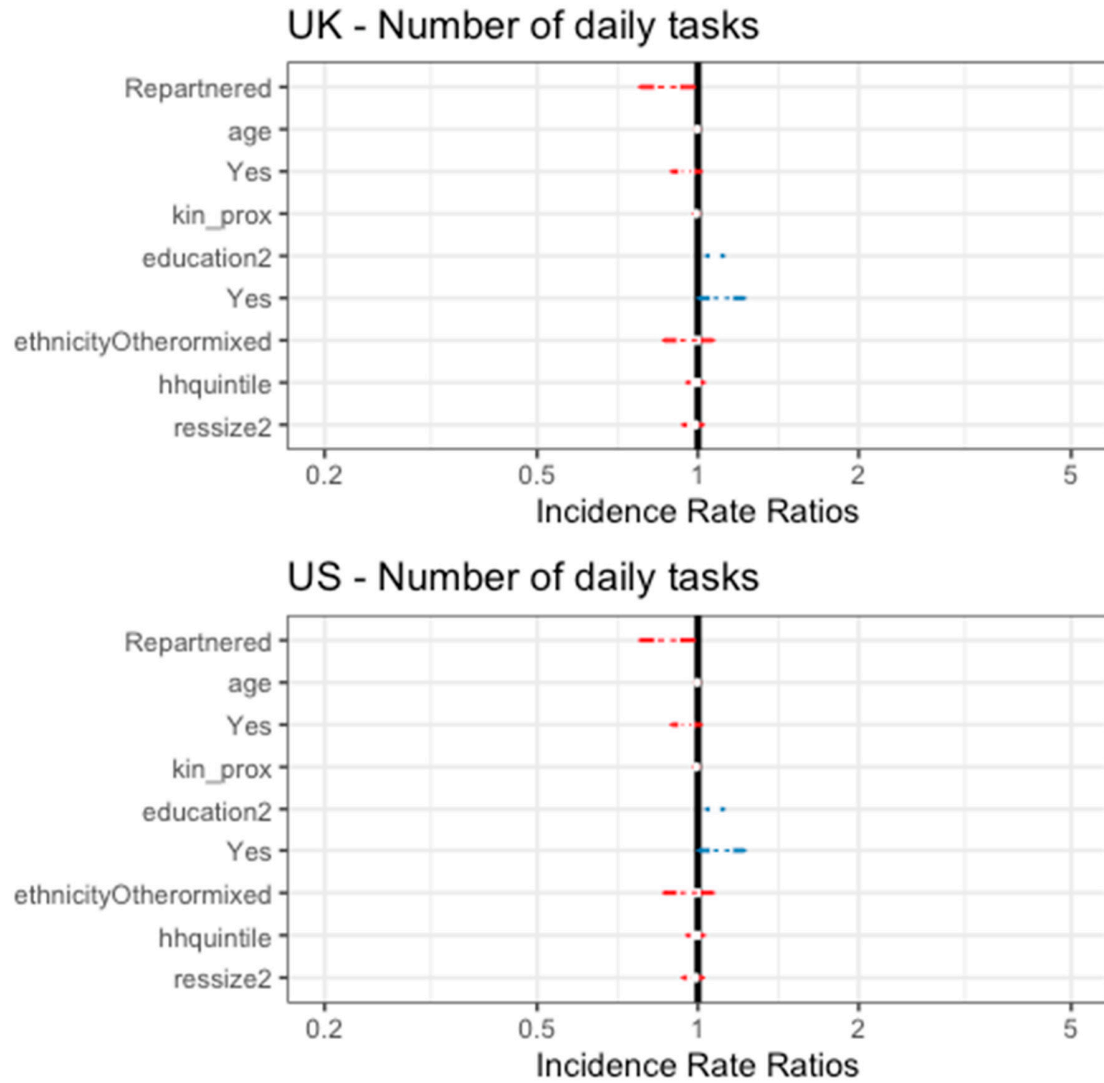 UK - Number of daily tasks
Repartnered
age
Yes
kin_prox
education2
Yes
ethnicityOtherormixed
hhquintile
ressize2
0.2 0.5 1 2 5
Incidence Rate Ratios
US - Number of daily tasks
Repartnered
age
Yes
kin_prox
education2
Yes
ethnicityOtherormixed
hhquintile
ressize2
0.2 0.5 1 2 5
Incidence Rate Ratios